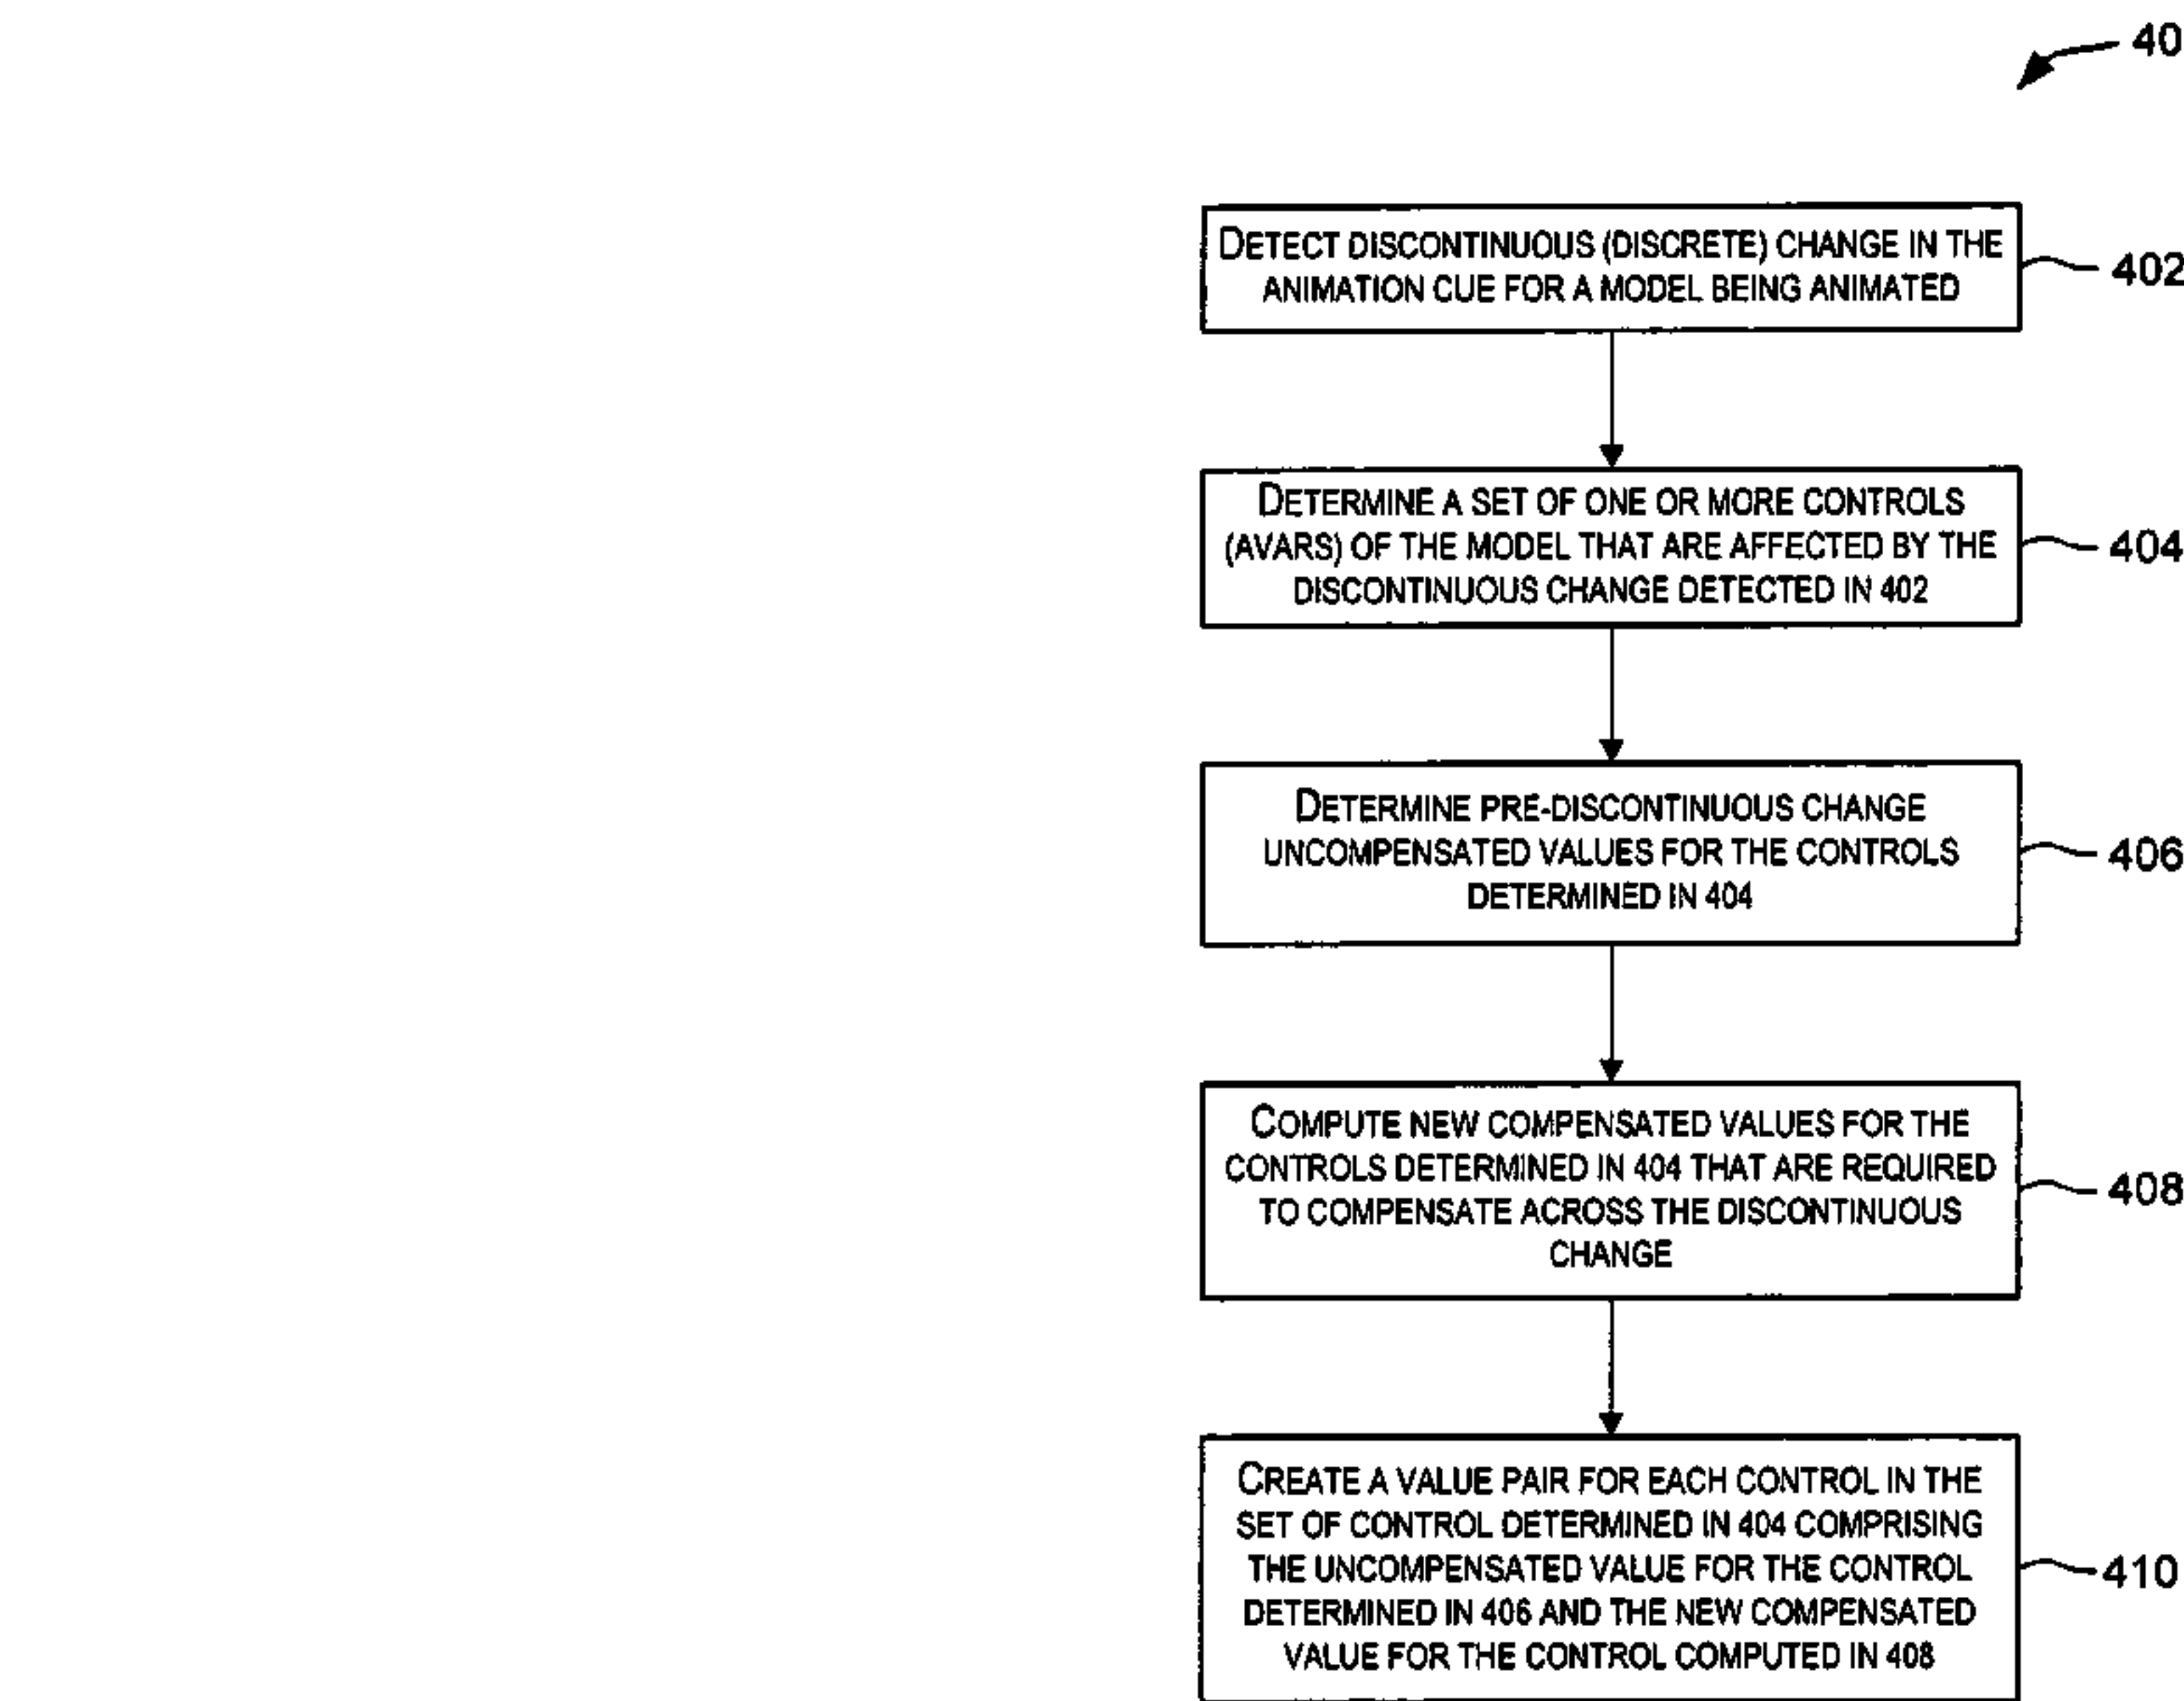 40
DETECT DISCONTINUOUS (DISCRETE) CHANGE IN THE
ANIMATION CUE FOR A MODEL BEING ANIMATED
402
DETERMINE A SET OF ONE OR MORE CONTROLS
(AVARS) OF THE MODEL THAT ARE AFFECTED BY THE
DISCONTINUOUS CHANGE DETECTED IN 402
404
DETERMINE PRE-DISCONTINUOUS CHANGE
UNCOMPENSATED VALUES FOR THE CONTROLS
DETERMINED IN 404
406
COMPUTE NEW COMPENSATED VALUES FOR THE
CONTROLS DETERMINED IN 404 THAT ARE REQUIRED
TO COMPENSATE ACROSS THE DISCONTINUOUS
CHANGE
408
CREATE A VALUE PAIR FOR EACH CONTROL IN THE
SET OF CONTROL DETERMINED IN 404 COMPRISING
THE UNCOMPENSATED VALUE FOR THE CONTROL
DETERMINED IN 406 AND THE NEW COMPENSATED
VALUE FOR THE CONTROL COMPUTED IN 408
410